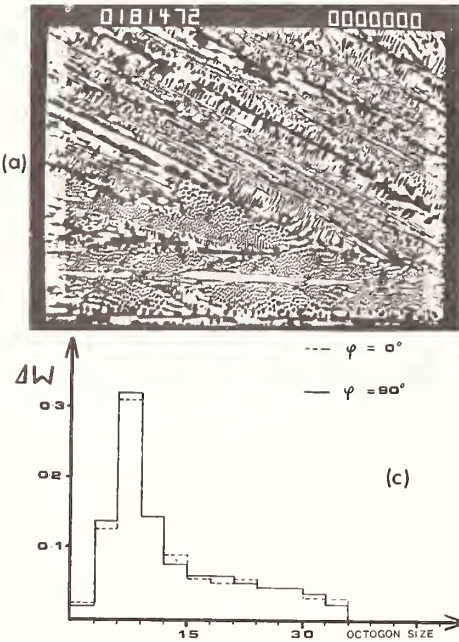 0181472 0000000
(a)
--- φ = 0°
ΔW
— φ = 90°
0.3
(c)
0.2
0.1
15 30 OCTOGON SIZE